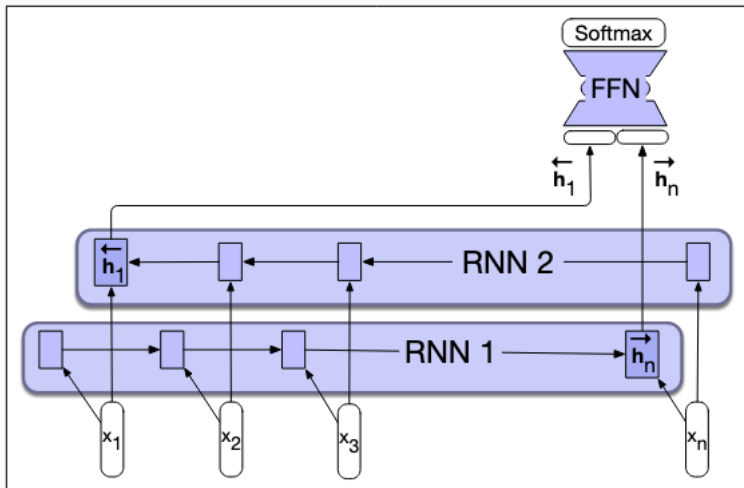 Softmax
FFN
←h₁ →hₙ
←h₁ RNN 2
RNN 1 →hₙ
x₁ x₂ x₃ xₙ